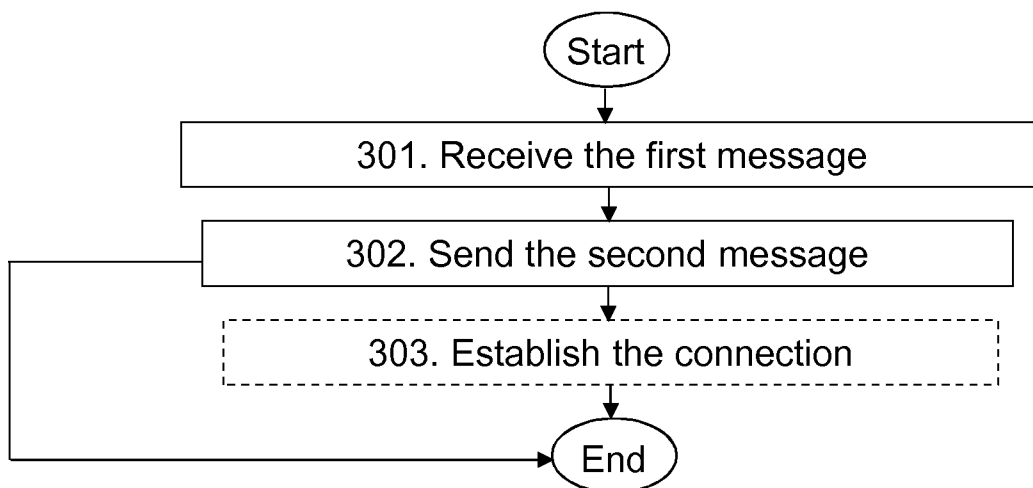 Start
301. Receive the first message
302. Send the second message
303. Establish the connection
End